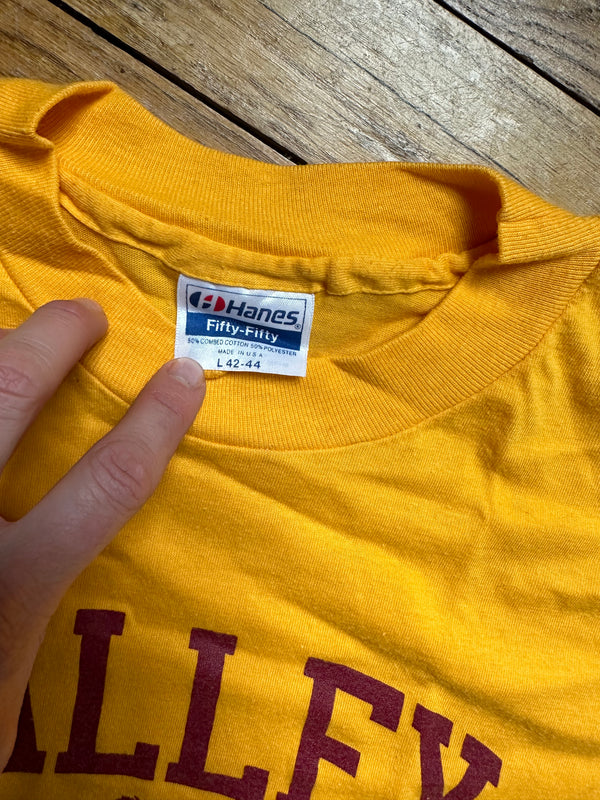 Hanes®
Fifty-Fifty
50% COMBED COTTON 50% POLYESTER
MADE IN U.S.A
L 42-44
ALLEY